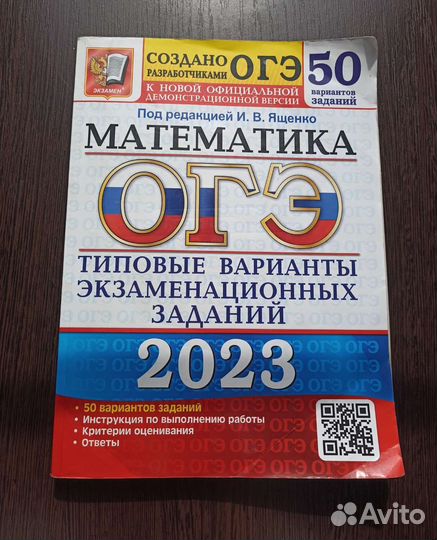 СОЗДАНО
РАЗРАБОТЧИКАМИ ОГЭ
К НОВОЙ ОФИЦИАЛЬНОЙ
ДЕМОНСТРАЦИОННОЙ ВЕРСИИ
50
вариантов
заданий
ЭКЗАМЕН
Под редакцией И. В. Ященко
МАТЕМАТИКА
ОГЭ
ТИПОВЫЕ ВАРИАНТЫ
ЭКЗАМЕНАЦИОННЫХ
ЗАДАНИЙ
2023
• 50 вариантов заданий
• Инструкция по выполнению работы
• Критерии оценивания
• Ответы
Avito